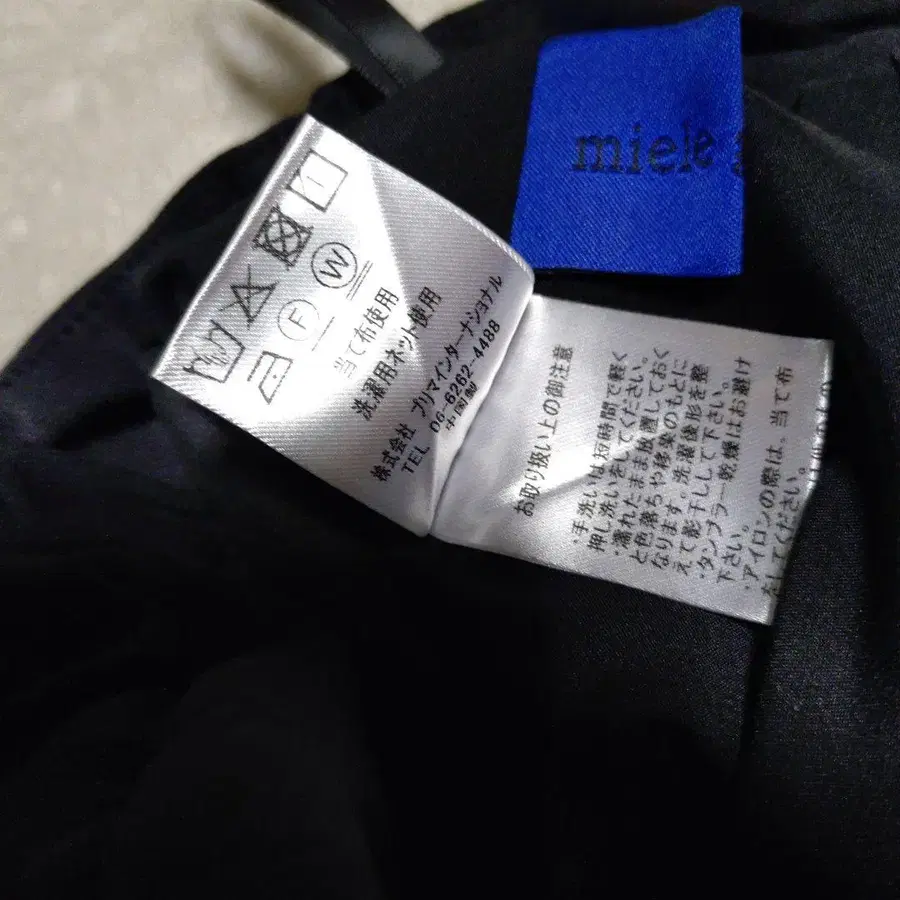 miele
F
W
当て布使用
洗濯用ネット使用
株式会社 プリマインターナショナル
TEL 06-6262-4488
中国製
お取り扱い上の御注意
・手洗いは短時間で軽く
押し洗いをしてください。
・濡れたまま放置しておく
と色落ちや移染のもとに
なります。洗濯後形を整
えて影干しして下さい。
・タンブラー乾燥はお避け
下さい。
・アイロンの際は、当て布
をしてください。